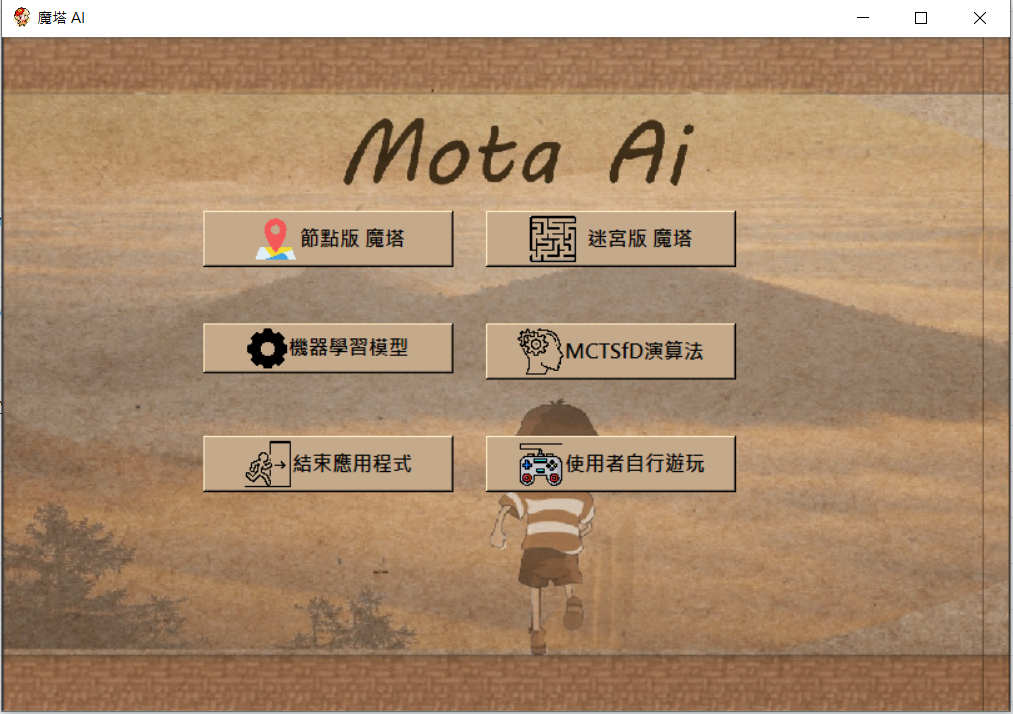 魔塔 AI
Mota Ai
節點版 魔塔
迷宮版 魔塔
機器學習模型
MCTSfD演算法
結束應用程式
使用者自行遊玩